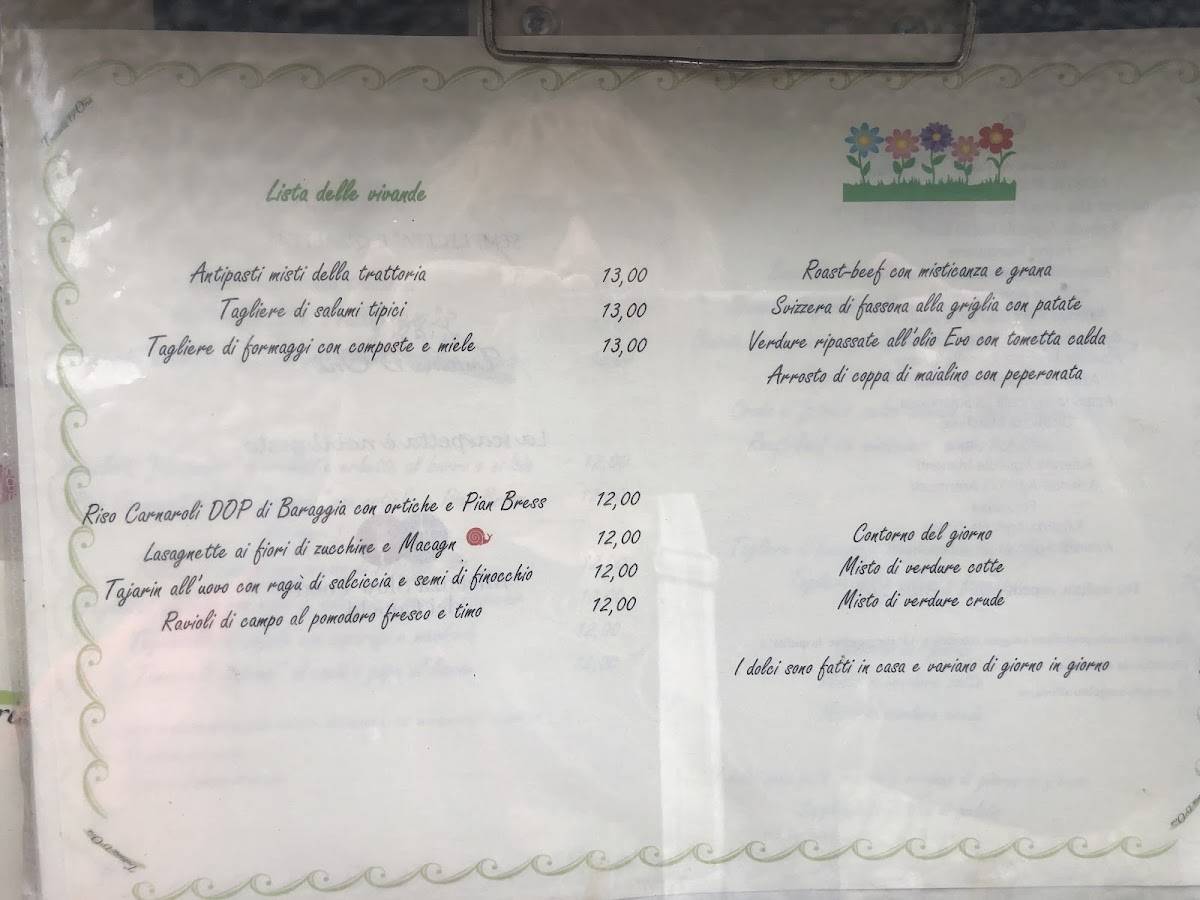 Lista delle vivande
Antipasti misti della trattoria 13,00
Tagliere di salumi tipici 13,00
Tagliere di formaggi con composte e miele 13,00
Riso Carnaroli DOP di Baraggia con ortiche e Pian Bress 12,00
Lasagnette ai fiori di zucchine e Macagn 12,00
Tajarin all'uovo con ragù di salciccia e semi di finocchio 12,00
Ravioli di campo al pomodoro fresco e timo 12,00
Roast-beef con misticanza e grana
Svizzera di fassona alla griglia con patate
Verdure ripassate all'olio Evo con tometta calda
Arrosto di coppa di maialino con peperonata
Contorno del giorno
Misto di verdure cotte
Misto di verdure crude
I dolci sono fatti in casa e variano di giorno in giorno